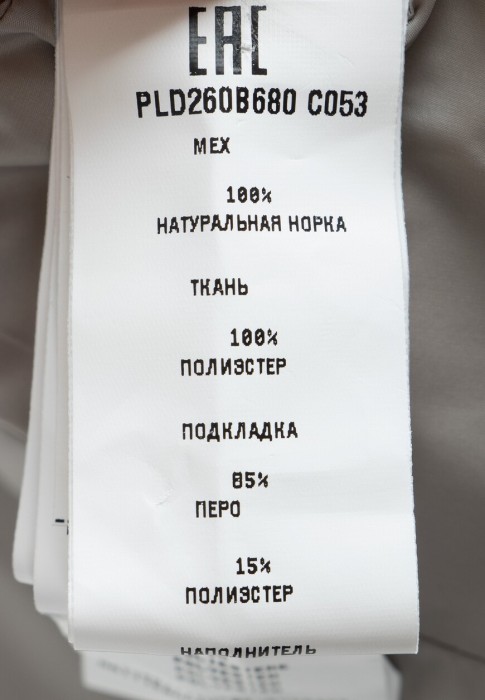 EAC
PLD260B680 C053
МЕХ
100%
НАТУРАЛЬНАЯ НОРКА
ТКАНЬ
100%
ПОЛИЭСТЕР
ПОДКЛАДКА
85%
ПЕРО
15%
ПОЛИЭСТЕР
НАПОЛНИТЕЛЬ